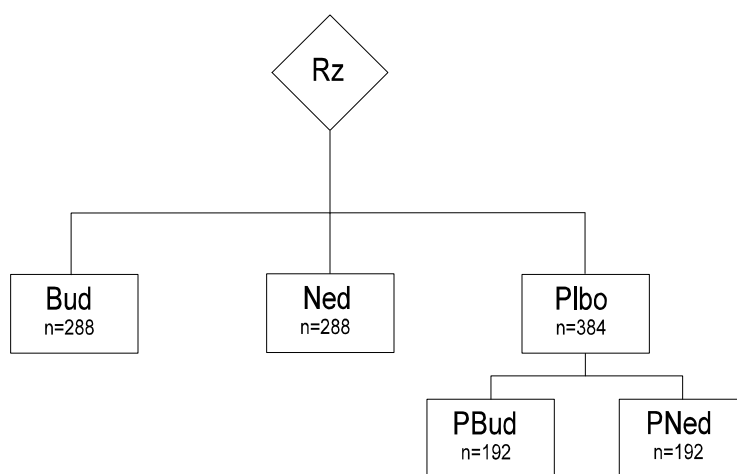 Rz
Bud
n=288
Ned
n=288
Plbo
n=384
PBud
n=192
PNed
n=192